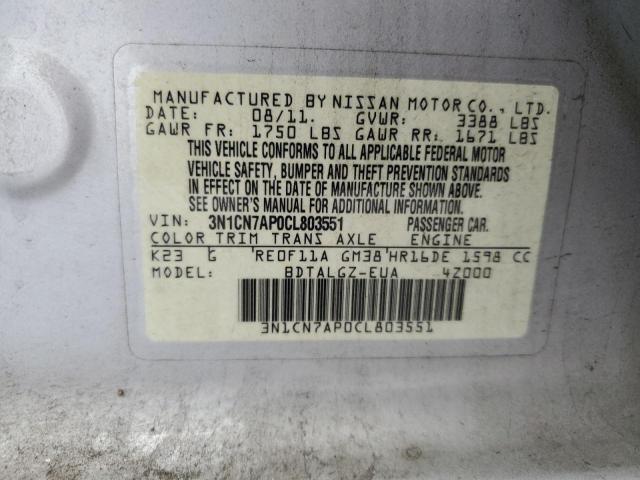 MANUFACTURED BY NISSAN MOTOR CO., LTD.
DATE: 08/11. GVWR: 3388 LBS
GAWR FR: 1750 LBS GAWR RR: 1671 LBS
THIS VEHICLE CONFORMS TO ALL APPLICABLE FEDERAL MOTOR
VEHICLE SAFETY, BUMPER AND THEFT PREVENTION STANDARDS
IN EFFECT ON THE DATE OF MANUFACTURE SHOWN ABOVE.
SEE OWNER'S MANUAL FOR ADDITIONAL INFORMATION.
VIN: 3N1CN7AP0CL803551 PASSENGER CAR.
COLOR TRIM TRANS AXLE ENGINE
K23 G RE0F11A GM38 HR16DE 1598 CC
MODEL: BDTALGZ-EUA 4Z000
3N1CN7AP0CL803551